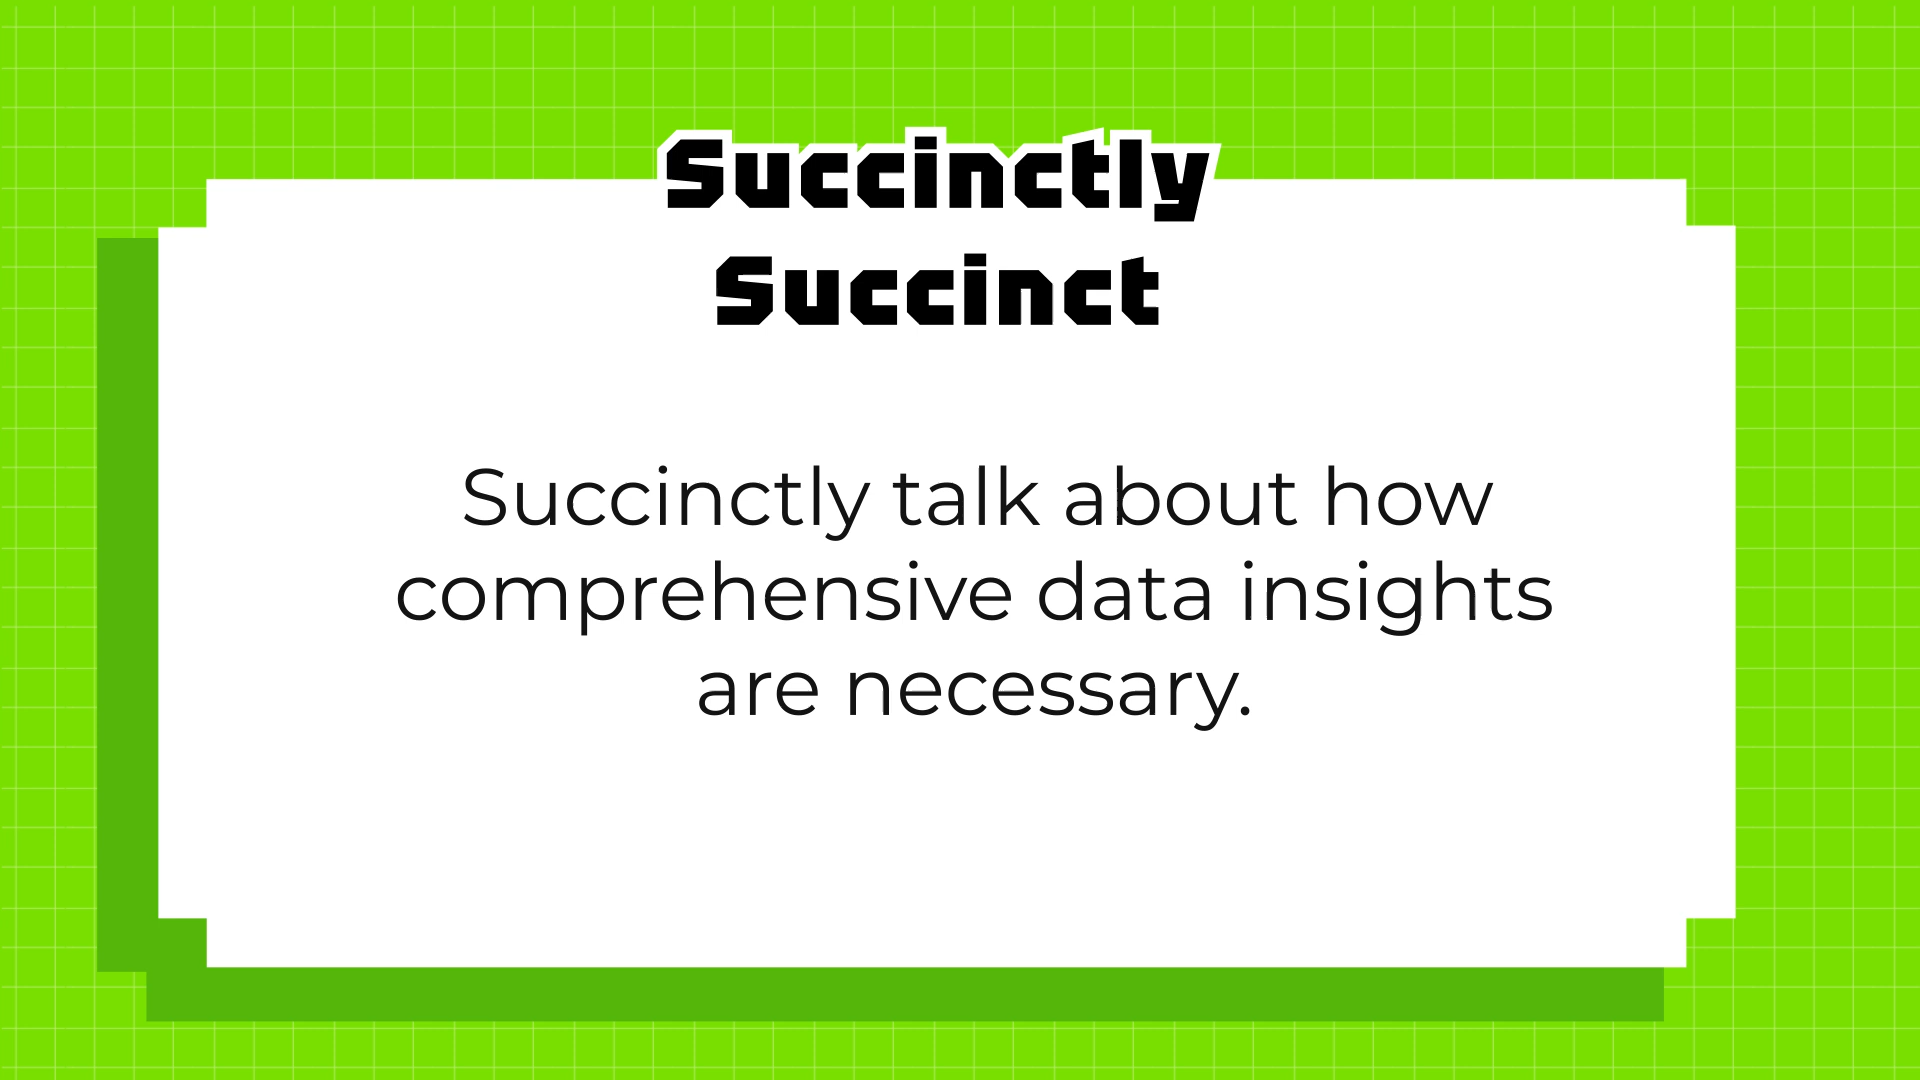 Succinctly
Succinct
Succinctly talk about how
comprehensive data insights
are necessary.